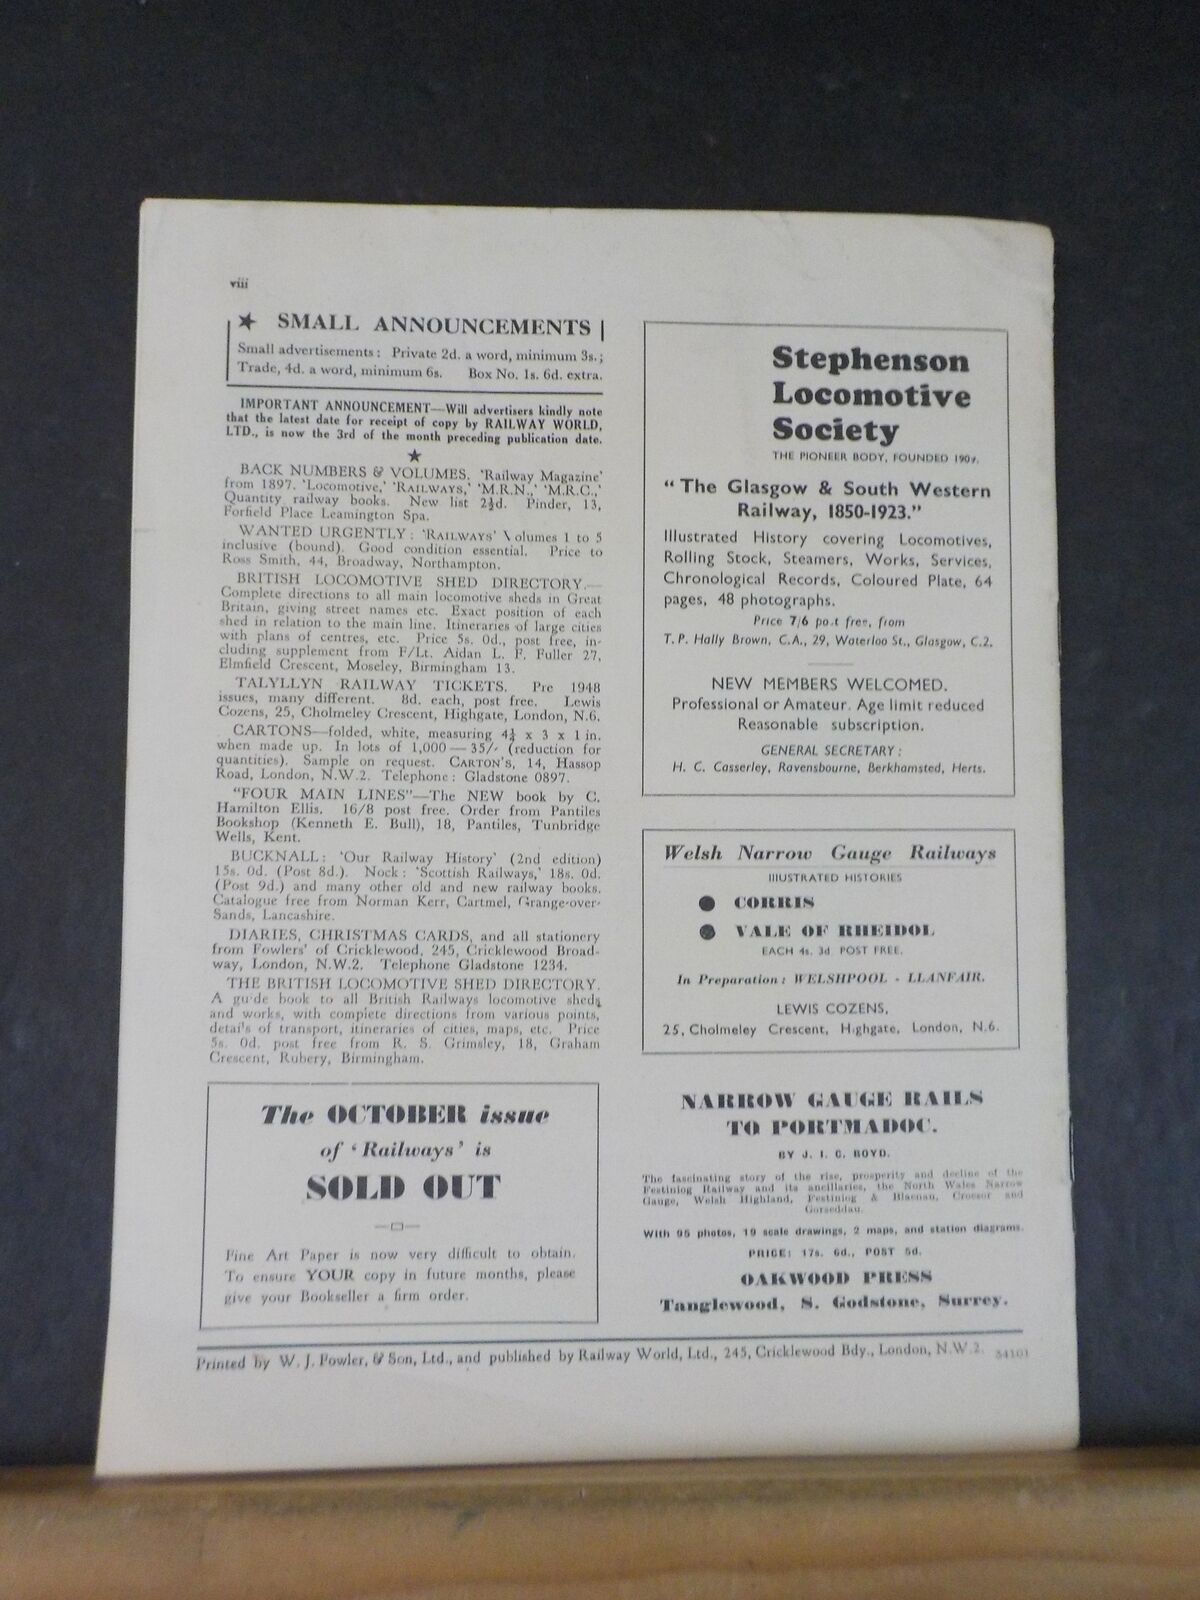 viii
★ SMALL ANNOUNCEMENTS
Small advertisements: Private 2d. a word, minimum 3s.;
Trade, 4d. a word, minimum 6s. Box No. 1s. 6d. extra.
IMPORTANT ANNOUNCEMENT—Will advertisers kindly note
that the latest date for receipt of copy by RAILWAY WORLD,
LTD., is now the 3rd of the month preceding publication date.
★
BACK NUMBERS & VOLUMES. 'Railway Magazine'
from 1897. 'Locomotive,' 'RAILWAYS,' 'M.R.N.,' 'M.R.C.,'
Quantity railway books. New list 2½d. Pinder, 13,
Forfield Place Leamington Spa.
WANTED URGENTLY: 'RAILWAYS' Volumes 1 to 5
inclusive (bound). Good condition essential. Price to
Ross Smith, 44, Broadway, Northampton.
BRITISH LOCOMOTIVE SHED DIRECTORY.—
Complete directions to all main locomotive sheds in Great
Britain, giving street names etc. Exact position of each
shed in relation to the main line. Itineraries of large cities
with plans of centres, etc. Price 5s. 0d., post free, in-
cluding supplement from F/Lt. Aidan L. F. Fuller 27,
Elmfield Crescent, Moseley, Birmingham 13.
TALYLLYN RAILWAY TICKETS. Pre 1948
issues, many different. 8d. each, post free. Lewis
Cozens, 25, Cholmeley Crescent, Highgate, London, N.6.
CARTONS—folded, white, measuring 4¼ x 3 x 1 in.
when made up. In lots of 1,000—35/- (reduction for
quantities). Sample on request. CARTON'S, 14, Hassop
Road, London, N.W.2. Telephone: Gladstone 0897.
"FOUR MAIN LINES"—The NEW book by C.
Hamilton Ellis. 16/8 post free. Order from Pantiles
Bookshop (Kenneth E. Bull), 18, Pantiles, Tunbridge
Wells, Kent.
BUCKNALL: 'Our Railway History' (2nd edition)
15s. 0d. (Post 8d.). Nock: 'Scottish Railways,' 18s. 0d.
(Post 9d.) and many other old and new railway books.
Catalogue free from Norman Kerr, Cartmel, Grange-over-
Sands, Lancashire.
DIARIES, CHRISTMAS CARDS, and all stationery
from Fowlers' of Cricklewood, 245, Cricklewood Broad-
way, London, N.W.2. Telephone Gladstone 1234.
THE BRITISH LOCOMOTIVE SHED DIRECTORY.
A guide book to all British Railways locomotive sheds
and works, with complete directions from various points,
details of transport, itineraries of cities, maps, etc. Price
5s. 0d. post free from R. S. Grimsley, 18, Graham
Crescent, Rubery, Birmingham.
The OCTOBER issue
of 'Railways' is
SOLD OUT
Fine Art Paper is now very difficult to obtain.
To ensure YOUR copy in future months, please
give your Bookseller a firm order.
Stephenson
Locomotive
Society
THE PIONEER BODY, FOUNDED 1909.
"The Glasgow & South Western
Railway, 1850-1923."
Illustrated History covering Locomotives,
Rolling Stock, Steamers, Works, Services,
Chronological Records, Coloured Plate, 64
pages, 48 photographs.
Price 7/6 post free, from
T. P. Hally Brown, C.A., 29, Waterloo St., Glasgow, C.2.
NEW MEMBERS WELCOMED.
Professional or Amateur. Age limit reduced
Reasonable subscription.
GENERAL SECRETARY:
H. C. Casserley, Ravensbourne, Berkhamsted, Herts.
Welsh Narrow Gauge Railways
ILLUSTRATED HISTORIES
● CORRIS
● VALE OF RHEIDOL
EACH 4s. 3d POST FREE.
In Preparation: WELSHPOOL - LLANFAIR.
LEWIS COZENS,
25, Cholmeley Crescent, Highgate, London, N.6.
NARROW GAUGE RAILS
TO PORTMADOC.
BY J. I. C. BOYD.
The fascinating story of the rise, prosperity and decline of the
Festiniog Railway and its ancillaries, the North Wales Narrow
Gauge, Welsh Highland, Festiniog & Blaenau, Croesor and
Gorseddau.
With 95 photos, 19 scale drawings, 2 maps, and station diagrams.
PRICE: 17s. 6d., POST 5d.
OAKWOOD PRESS
Tanglewood, S. Godstone, Surrey.
Printed by W. J. Fowler, & Son, Ltd., and published by Railway World, Ltd., 245, Cricklewood Bdy., London, N.W.2. 54101